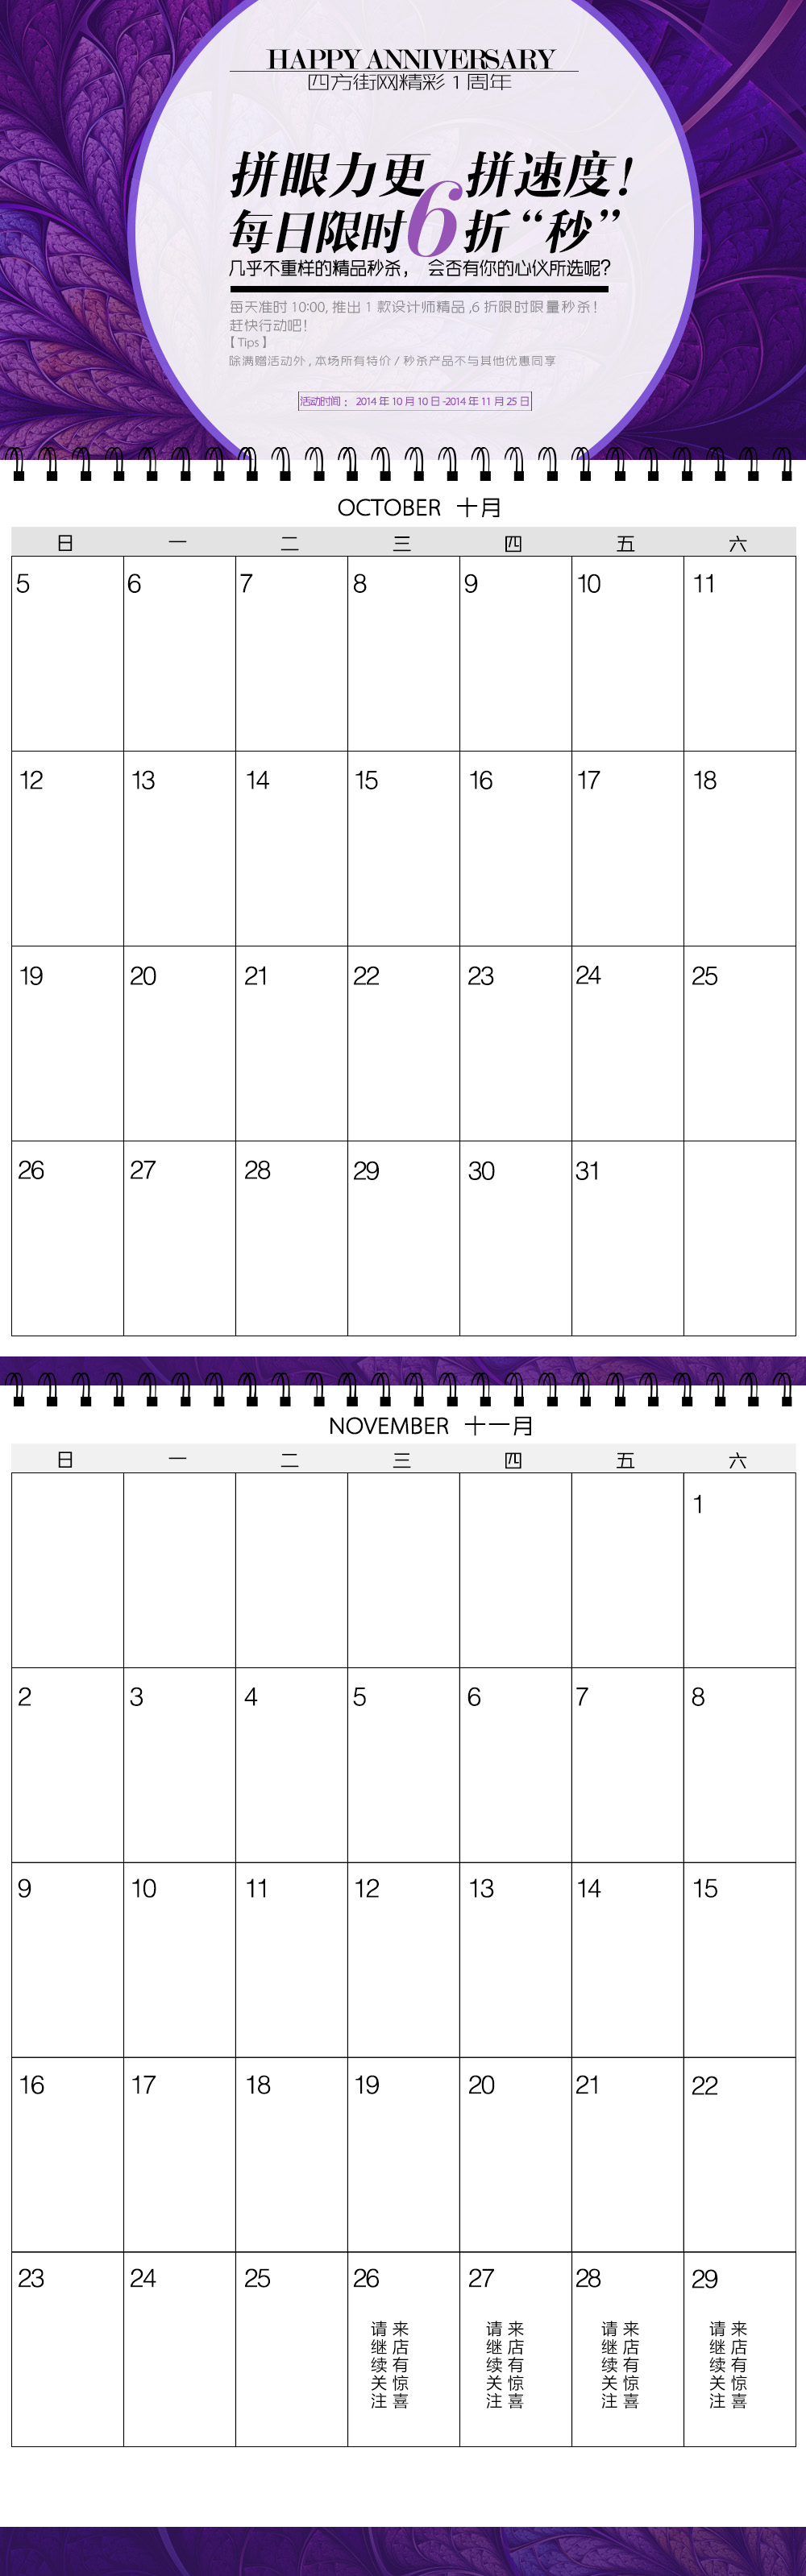 HAPPY ANNIVERSARY
四方街网精彩 1 周年
拼眼力更 拼速度!
每日限时6折“秒”
几乎不重样的精品秒杀， 会否有你的心仪所选呢?
每天准时 10:00, 推出 1 款设计师精品 ,6 折限时限量秒杀!
赶快行动吧!
【Tips】
除满赠活动外 , 本场所有特价 / 秒杀产品不与其他优惠同享
活动时间： 2014 年 10 月 10 日 -2014 年 11 月 25 日
OCTOBER 十月
日 一 二 三 四 五 六
5 6 7 8 9 10 11
12 13 14 15 16 17 18
19 20 21 22 23 24 25
26 27 28 29 30 31
NOVEMBER 十一月
日 一 二 三 四 五 六
1
2 3 4 5 6 7 8
9 10 11 12 13 14 15
16 17 18 19 20 21 22
23 24 25 26 27 28 29
来店有惊喜
请继续关注
来店有惊喜
请继续关注
来店有惊喜
请继续关注
来店有惊喜
请继续关注